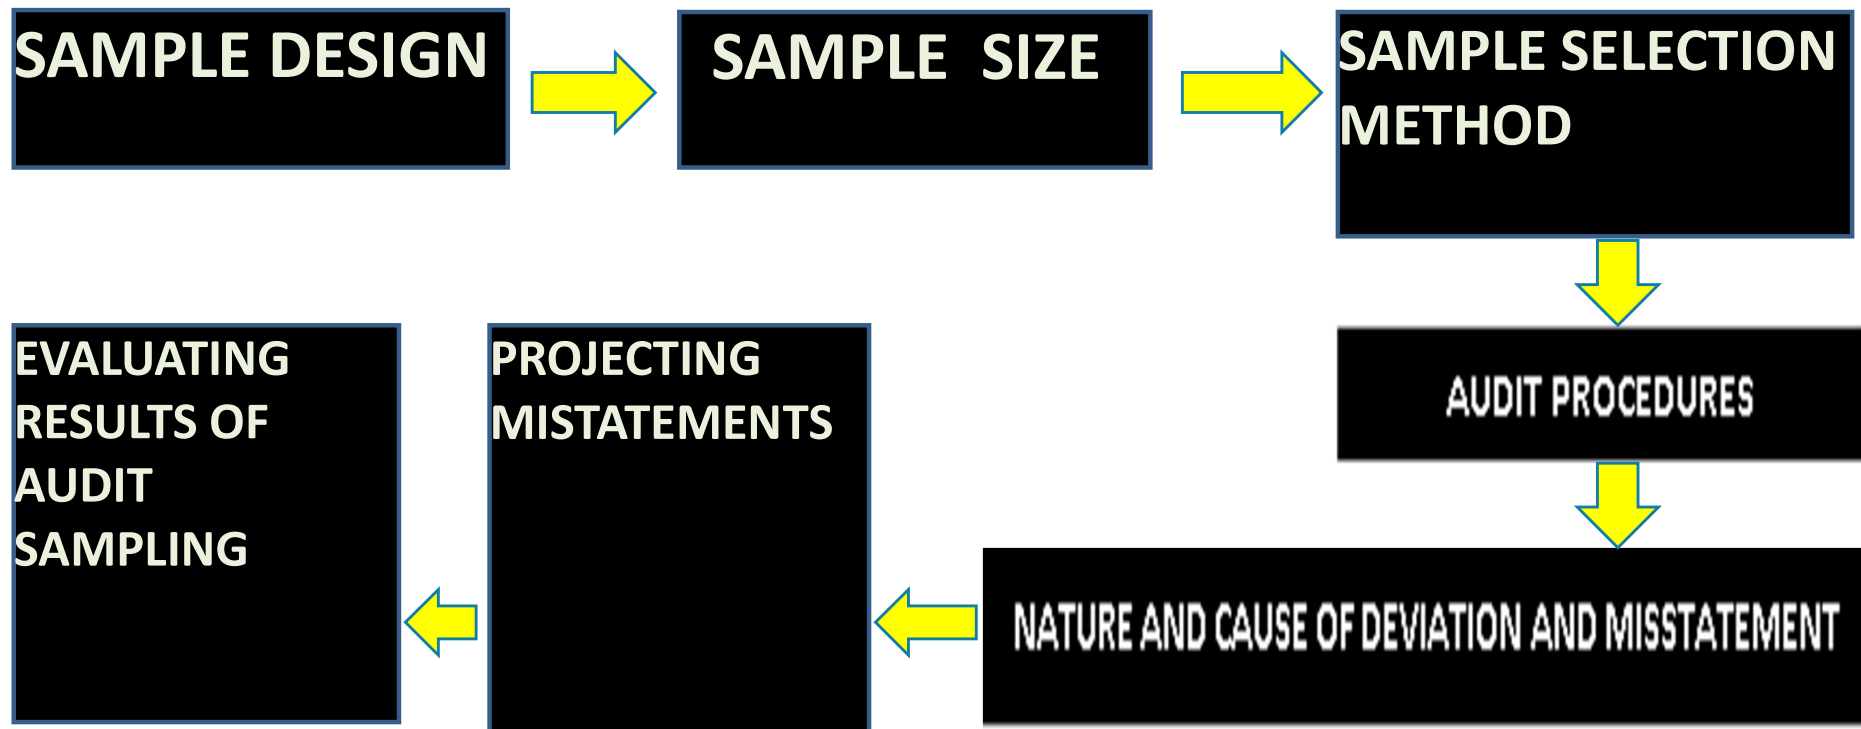 SAMPLE DESIGN
SAMPLE SIZE
SAMPLE SELECTION
METHOD
AUDIT PROCEDURES
NATURE AND CAUSE OF DEVIATION AND MISSTATEMENT
PROJECTING
MISTATEMENTS
EVALUATING
RESULTS OF
AUDIT
SAMPLING